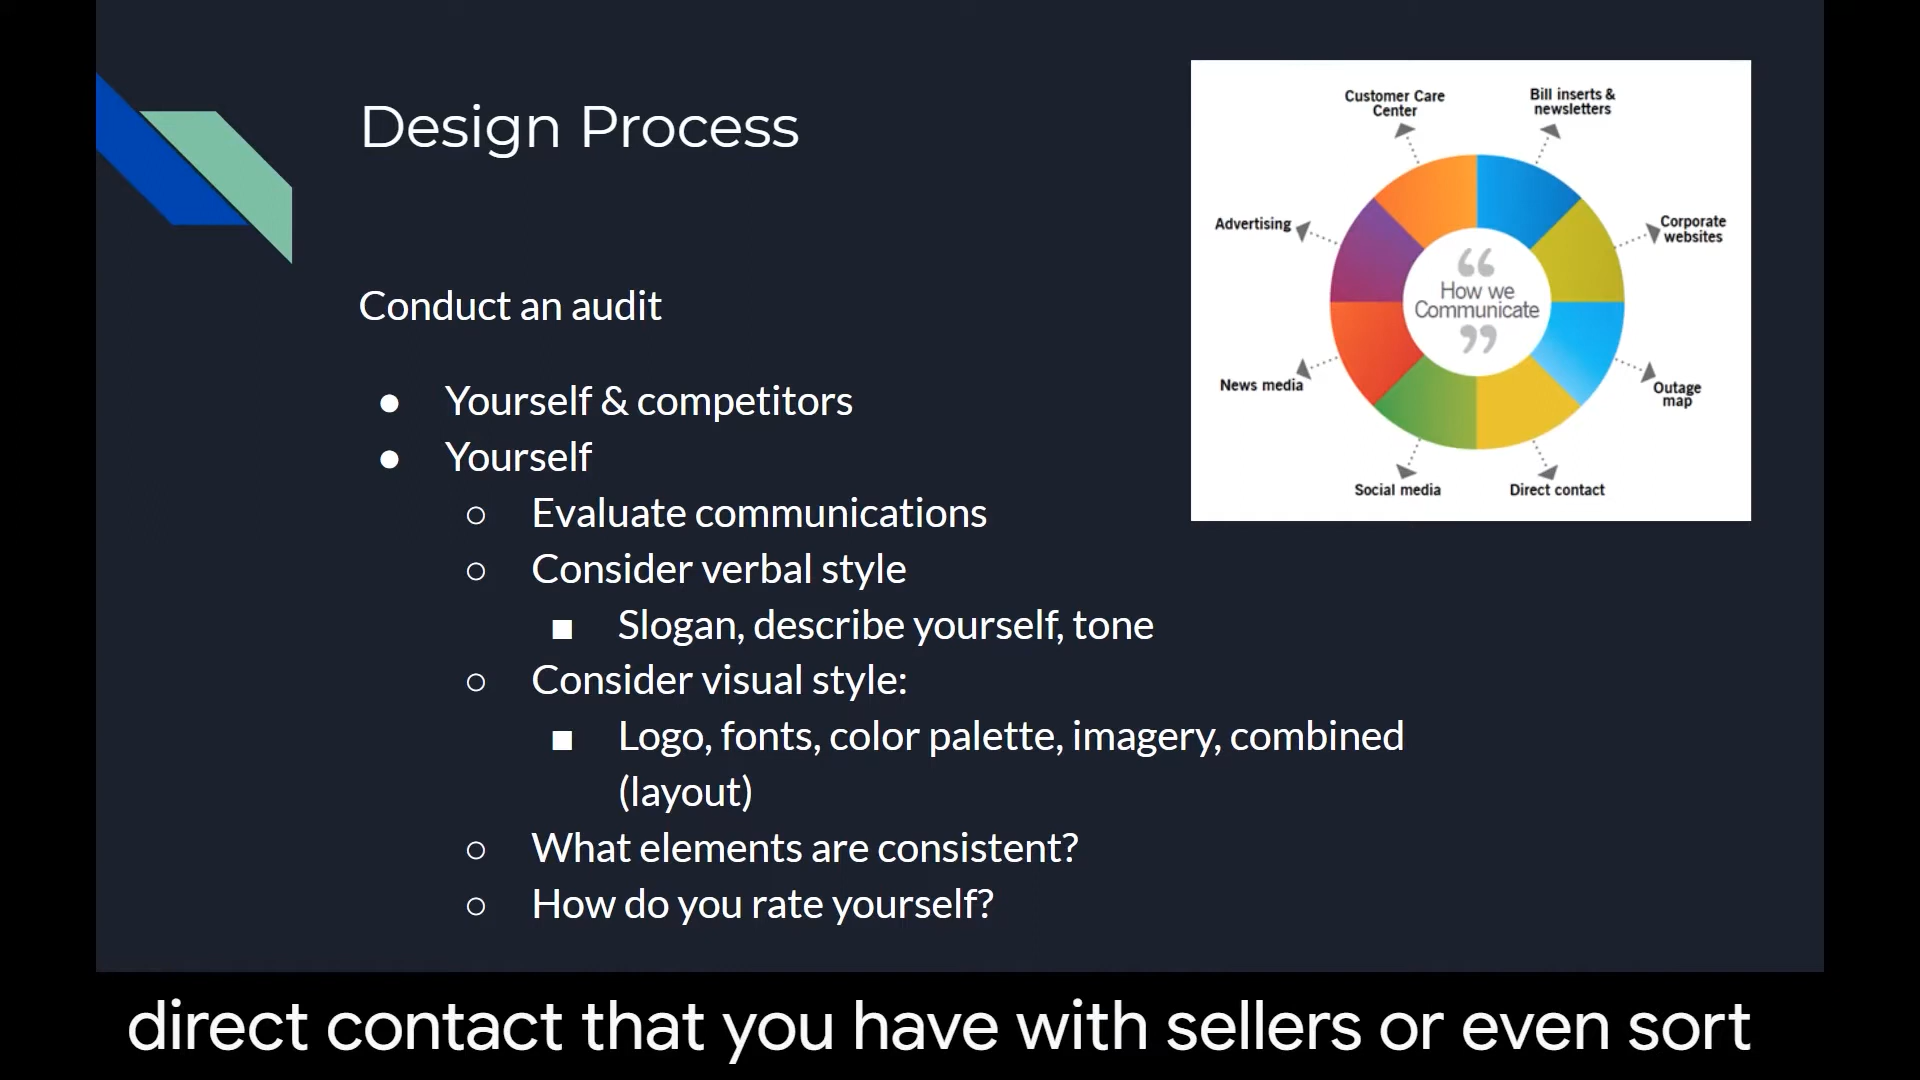 Design Process
Conduct an audit
● Yourself & competitors
● Yourself
○ Evaluate communications
○ Consider verbal style
■ Slogan, describe yourself, tone
○ Consider visual style:
■ Logo, fonts, color palette, imagery, combined
(layout)
○ What elements are consistent?
○ How do you rate yourself?
Customer Care
Center
Bill inserts &
newsletters
Advertising
Corporate
websites
“
How we
Communicate
”
News media
Outage
map
Social media
Direct contact
direct contact that you have with sellers or even sort